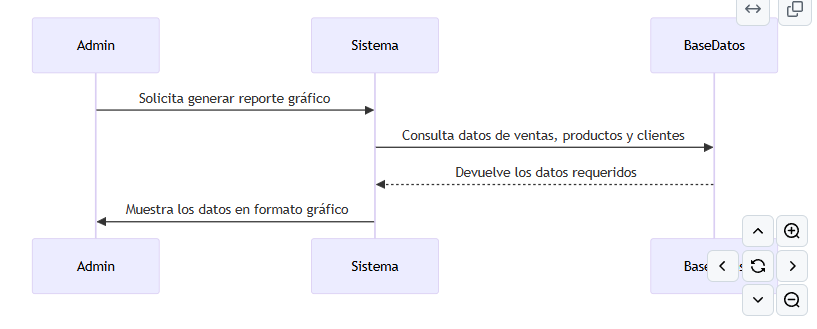 Admin
Sistema
BaseDatos
Solicita generar reporte gráfico
Consulta datos de ventas, productos y clientes
Devuelve los datos requeridos
Muestra los datos en formato gráfico
Admin
Sistema